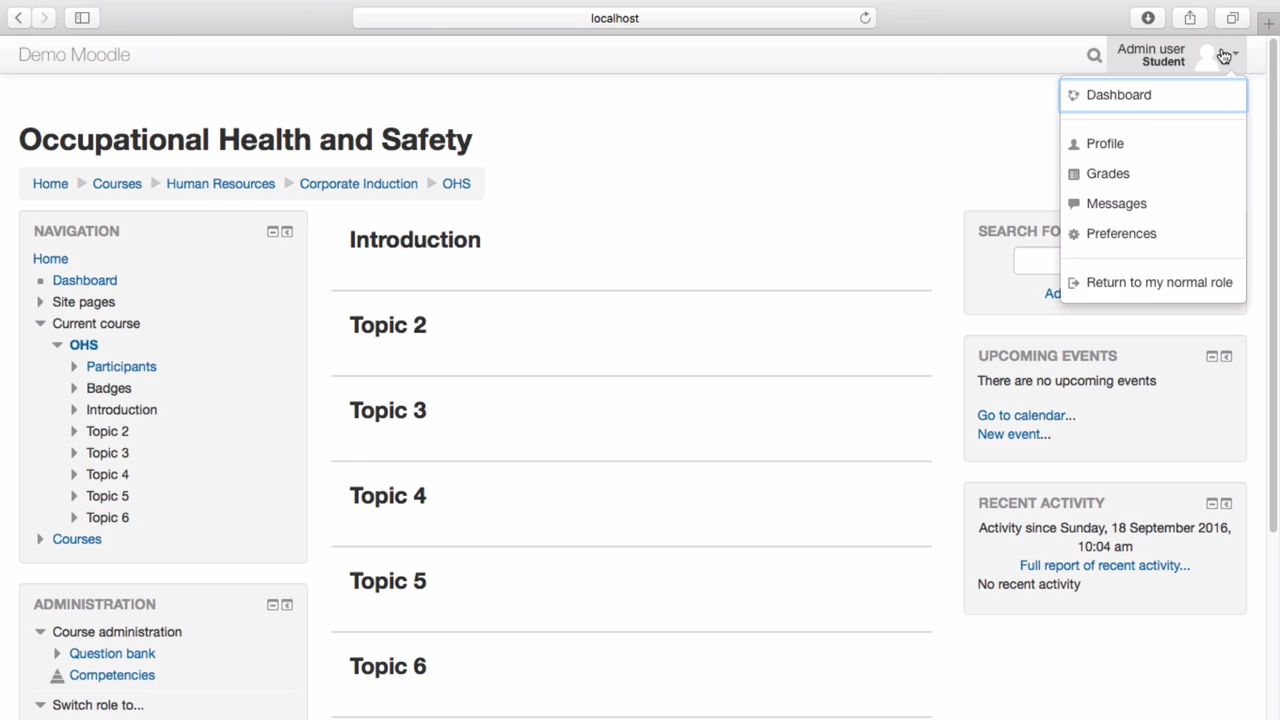 localhost
Demo Moodle
Admin user
Student
Dashboard
Profile
Grades
Messages
Preferences
Return to my normal role
Occupational Health and Safety
Home Courses Human Resources Corporate Induction OHS
NAVIGATION
Home
Dashboard
Site pages
Current course
OHS
Participants
Badges
Introduction
Topic 2
Topic 3
Topic 4
Topic 5
Topic 6
Courses
ADMINISTRATION
Course administration
Question bank
Competencies
Switch role to...
Introduction
Topic 2
Topic 3
Topic 4
Topic 5
Topic 6
SEARCH FO
Ad
UPCOMING EVENTS
There are no upcoming events
Go to calendar...
New event...
RECENT ACTIVITY
Activity since Sunday, 18 September 2016,
10:04 am
Full report of recent activity...
No recent activity